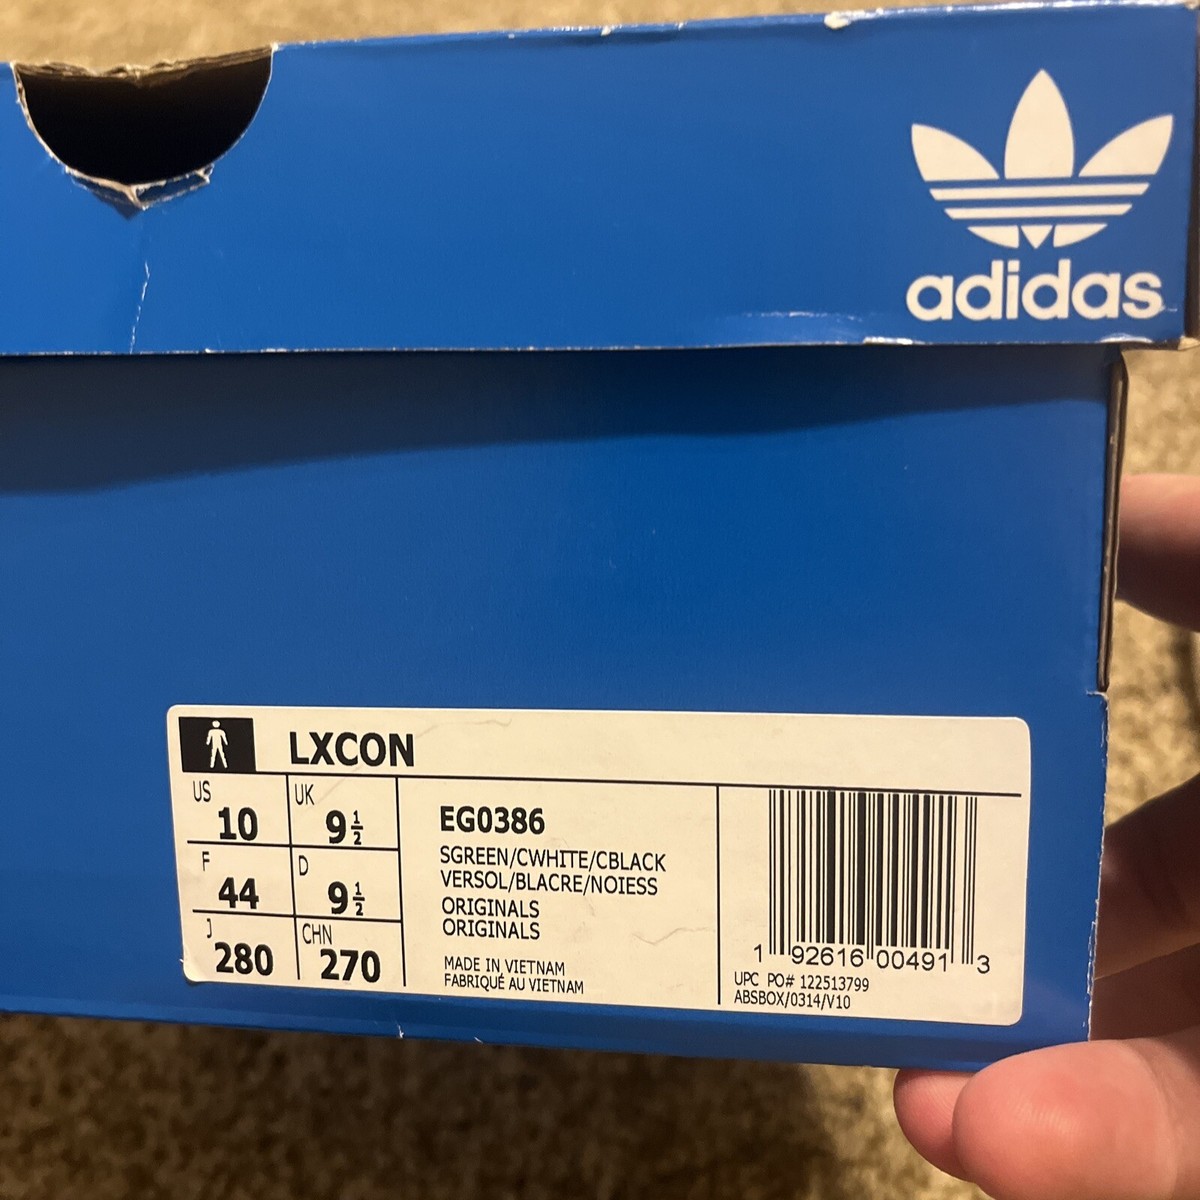 adidas
LXCON
US
10
UK
9 1/2
F
44
D
9 1/2
J
280
CHN
270
EG0386
SGREEN/CWHITE/CBLACK
VERSOL/BLACRE/NOIESS
ORIGINALS
ORIGINALS
MADE IN VIETNAM
FABRIQUÉ AU VIETNAM
1 92616 00491 3
UPC PO# 122513799
ABSBOX/0314/V10